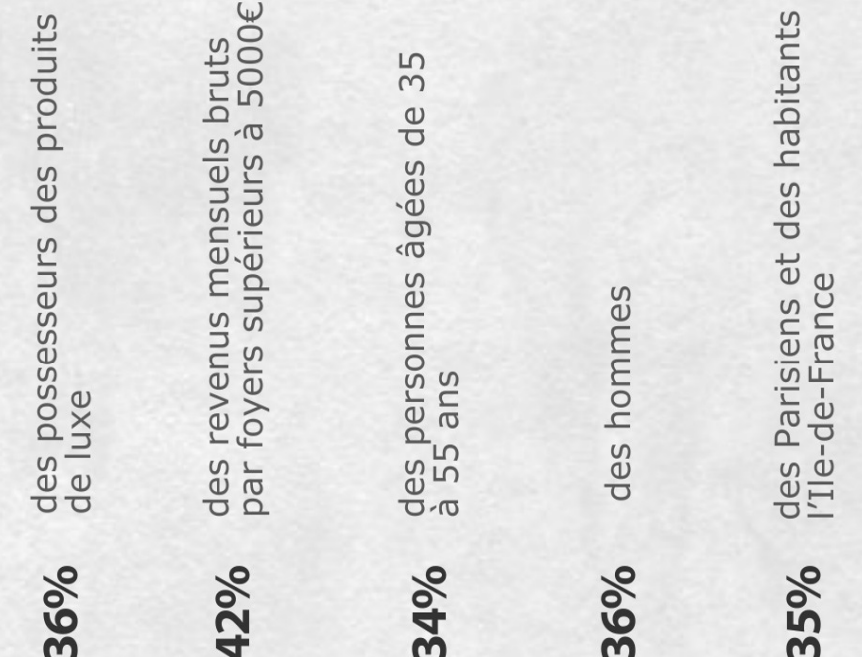 36% des possesseurs des produits
de luxe
42% des revenus mensuels bruts
par foyers supérieurs à 5000€
34% des personnes âgées de 35
à 55 ans
36% des hommes
35% des Parisiens et des habitants
l'Ile-de-France